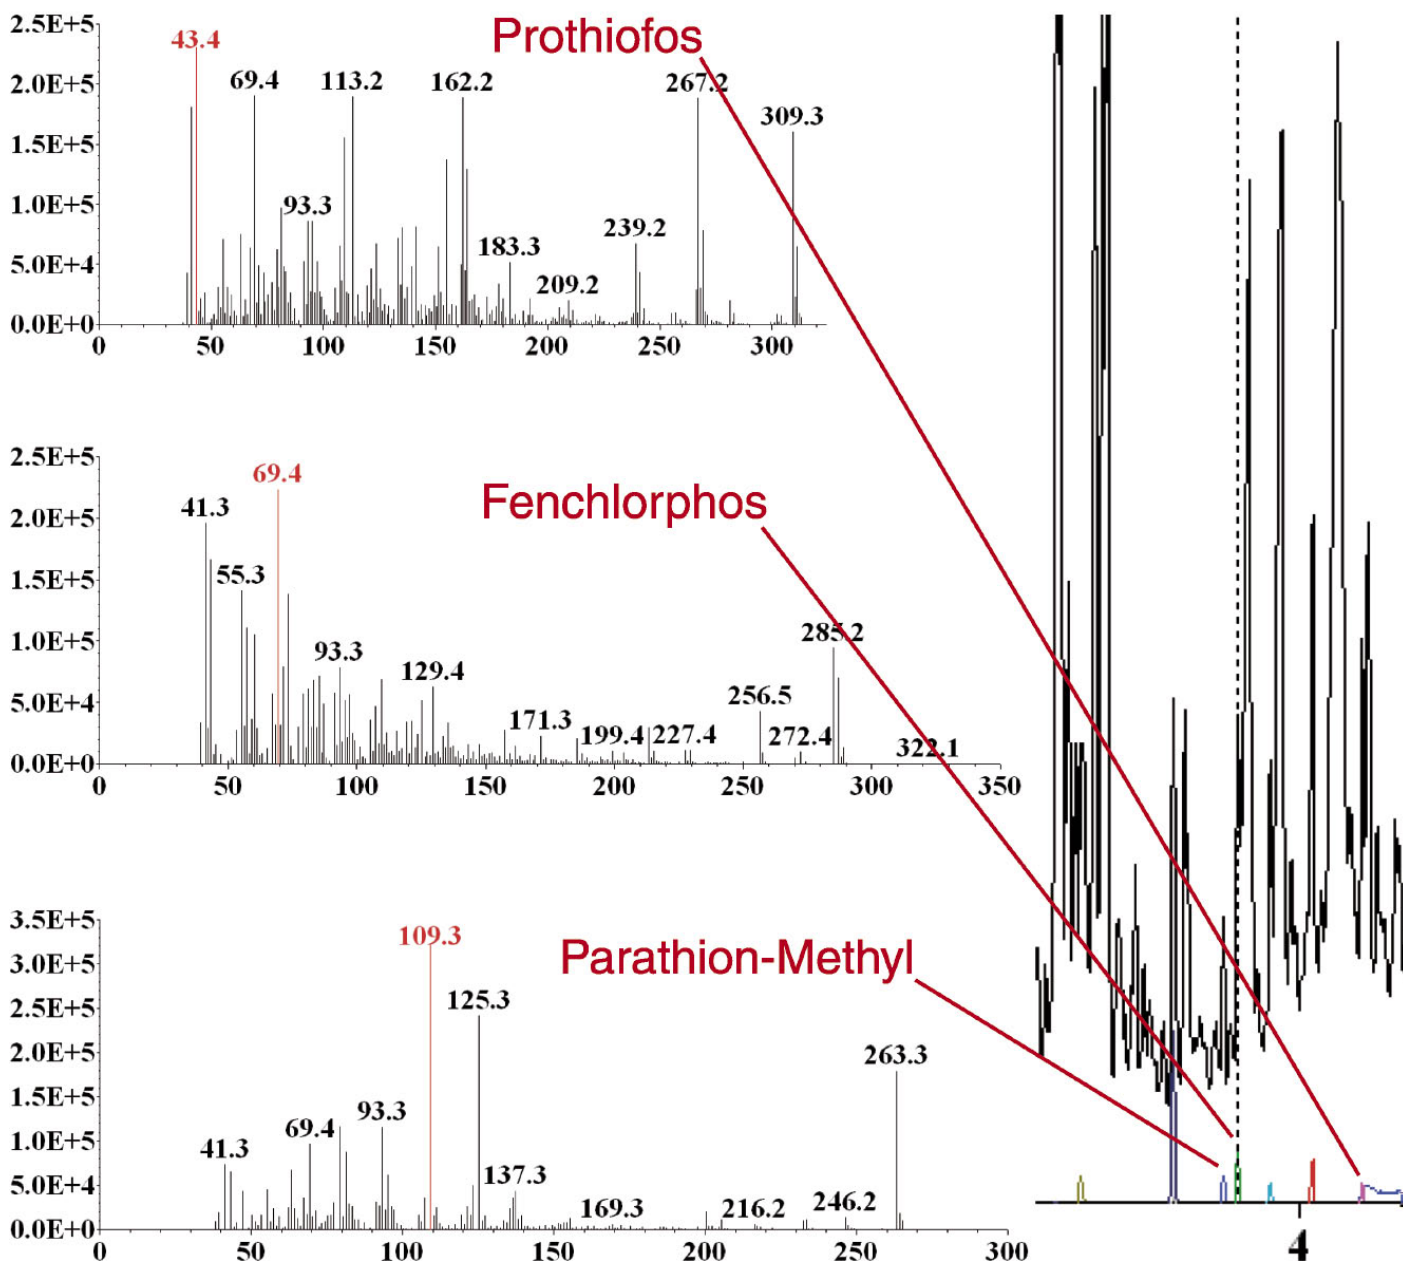 Prothiofos
2.5E+5
2.0E+5
1.5E+5
1.0E+5
5.0E+4
0.0E+0
43.4
69.4
113.2
162.2
267.2
309.3
93.3
183.3
209.2
239.2
0 50 100 150 200 250 300
Fenchlorphos
2.5E+5
2.0E+5
1.5E+5
1.0E+5
5.0E+4
0.0E+0
69.4
41.3
55.3
93.3
129.4
171.3
199.4
227.4
256.5
272.4
285.2
322.1
0 50 100 150 200 250 300 350
Parathion-Methyl
3.5E+5
3.0E+5
2.5E+5
2.0E+5
1.5E+5
1.0E+5
5.0E+4
0.0E+0
109.3
125.3
263.3
41.3
69.4
93.3
137.3
169.3
216.2
246.2
0 50 100 150 200 250 300
4